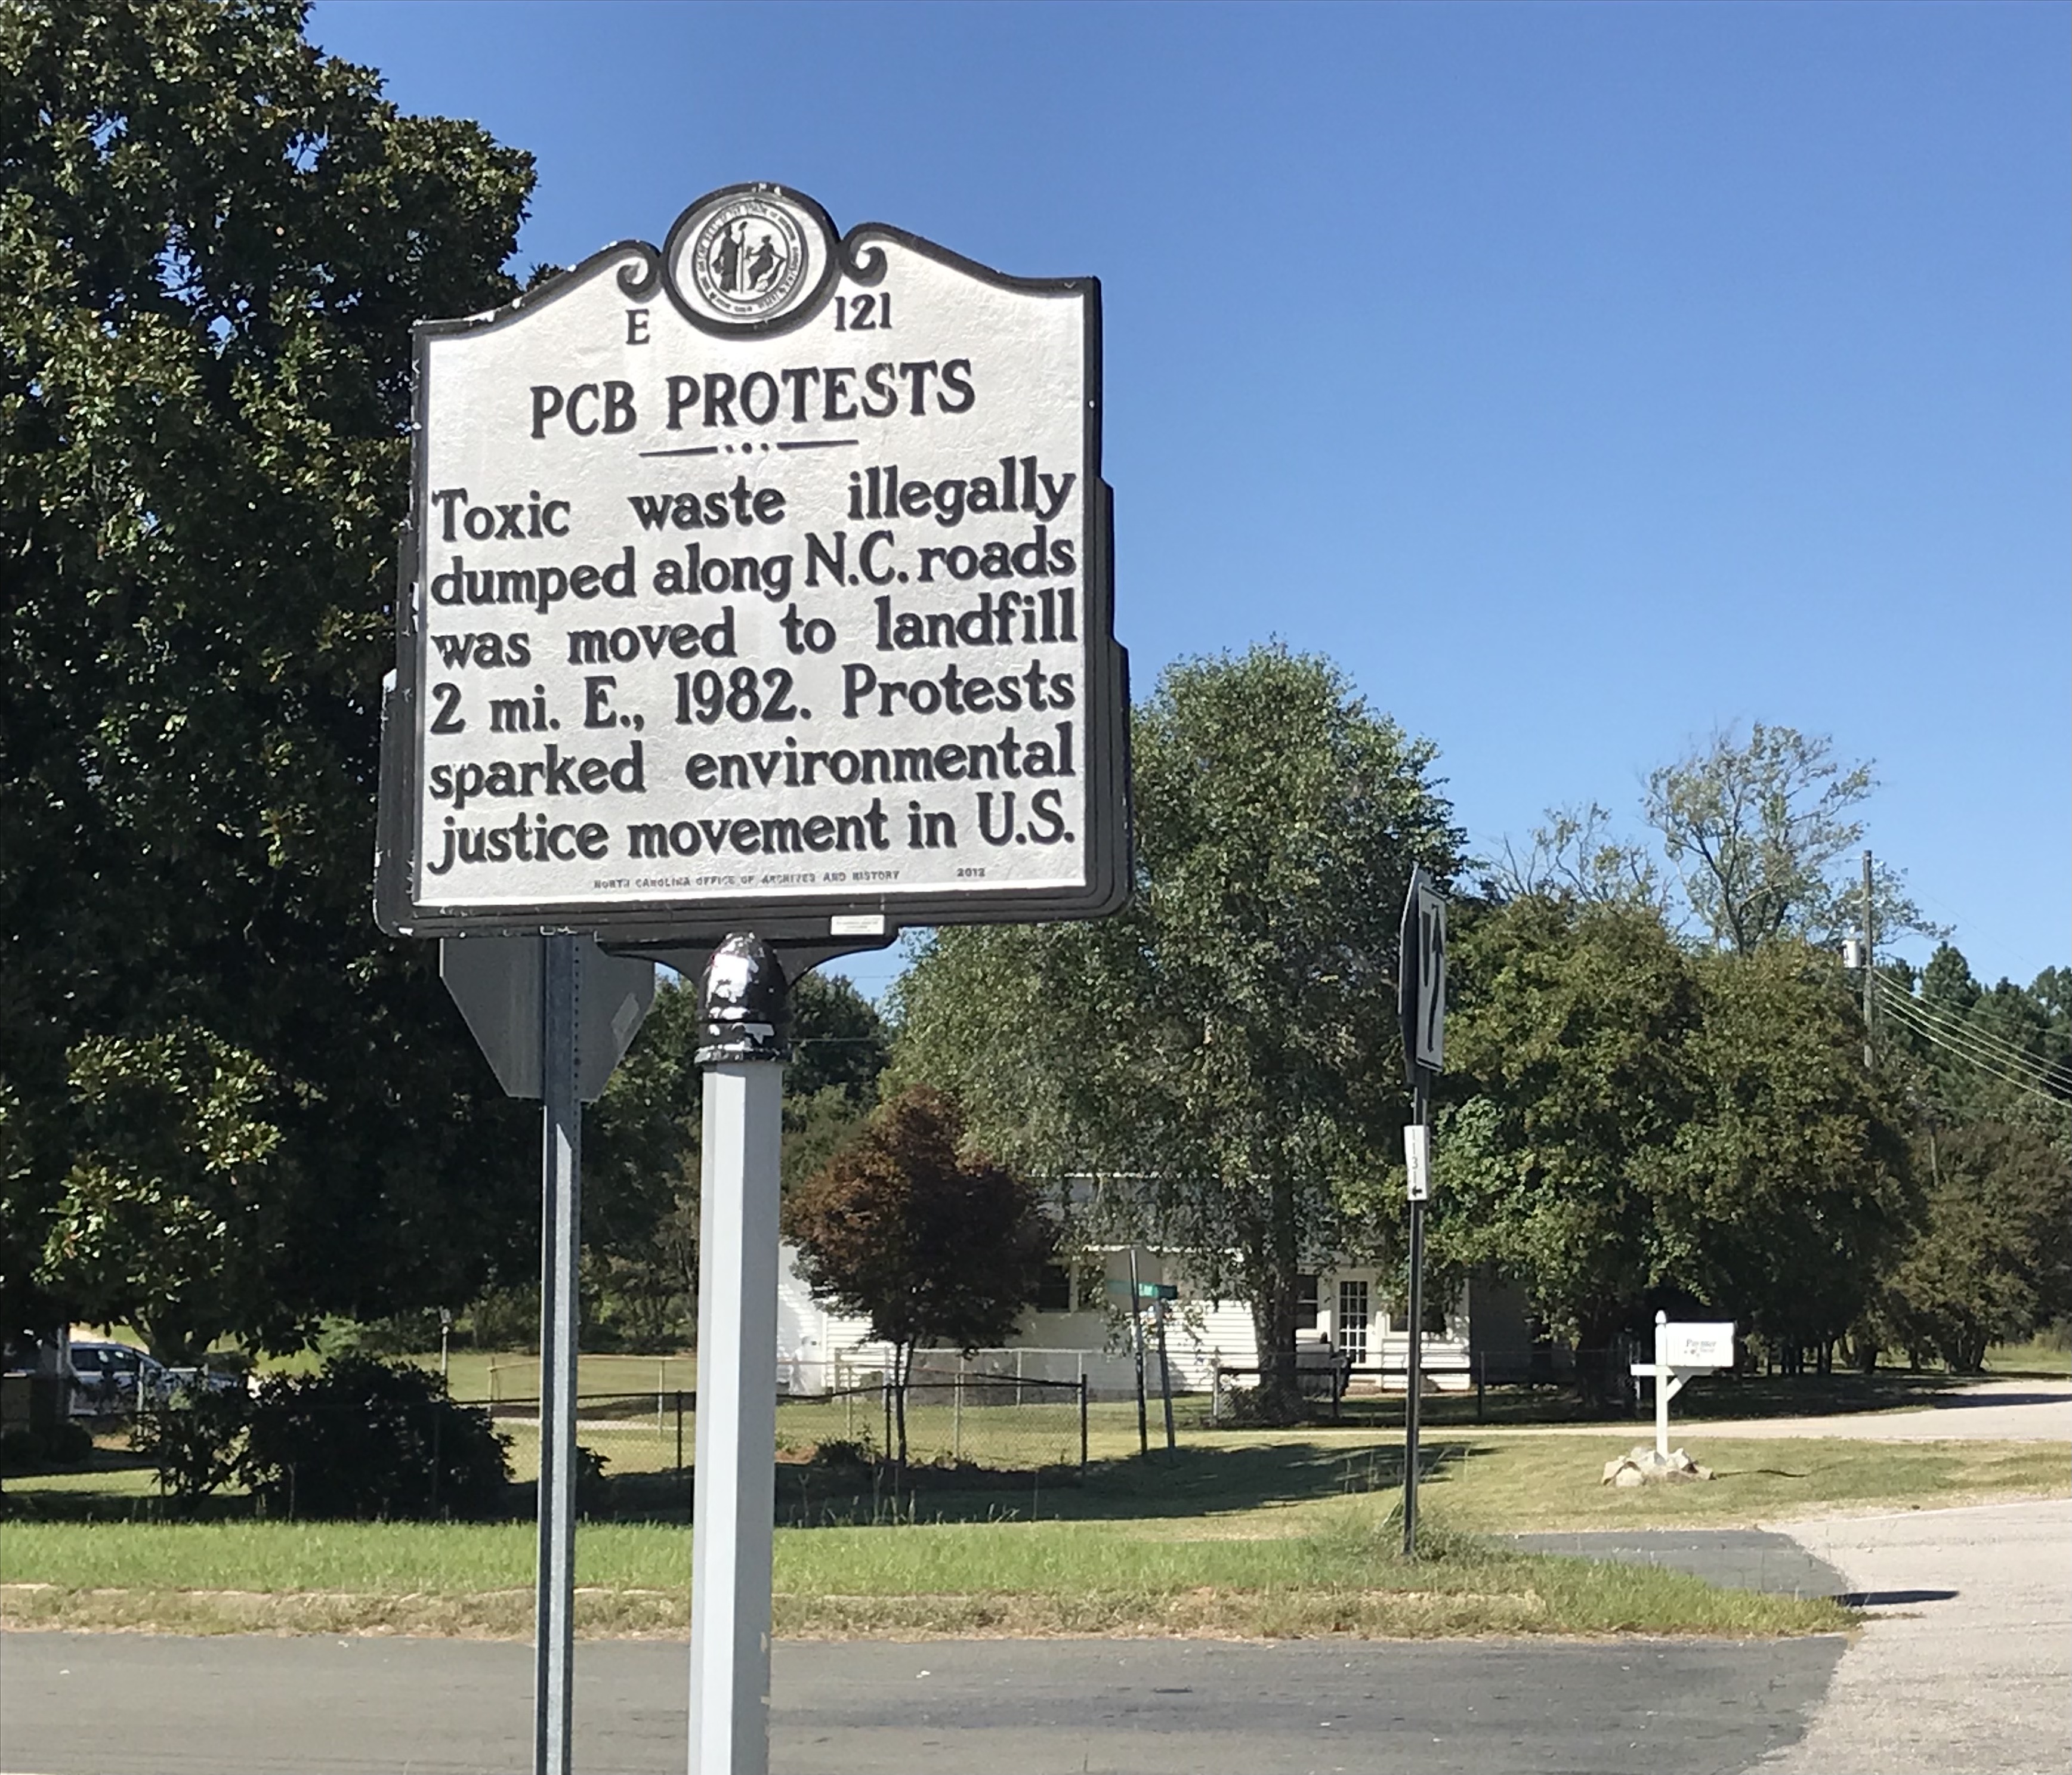 E 121
PCB PROTESTS
Toxic waste illegally
dumped along N.C. roads
was moved to landfill
2 mi. E., 1982. Protests
sparked environmental
justice movement in U.S.
NORTH CAROLINA OFFICE OF ARCHIVES AND HISTORY 2012